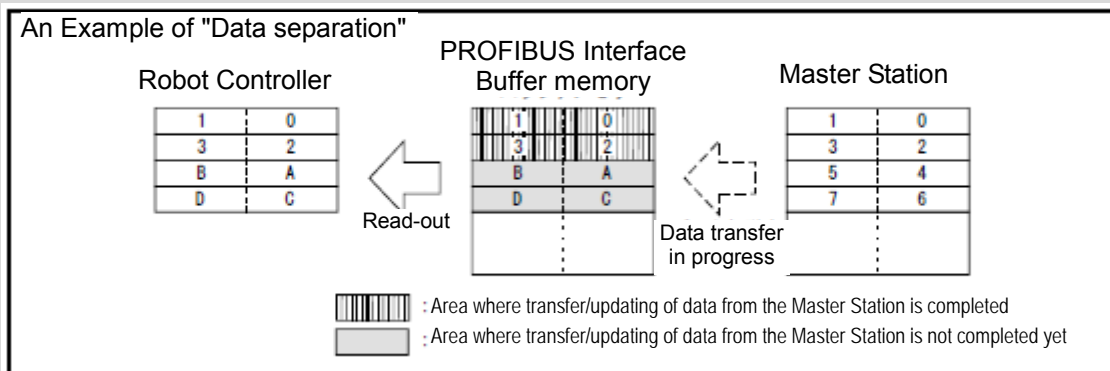 An Example of "Data separation"
PROFIBUS Interface
Buffer memory
Robot Controller
Master Station
1 0
3 2
B A
D C
1 0
3 2
B A
D C
1 0
3 2
5 4
7 6
Read-out
Data transfer
in progress
: Area where transfer/updating of data from the Master Station is completed
: Area where transfer/updating of data from the Master Station is not completed yet